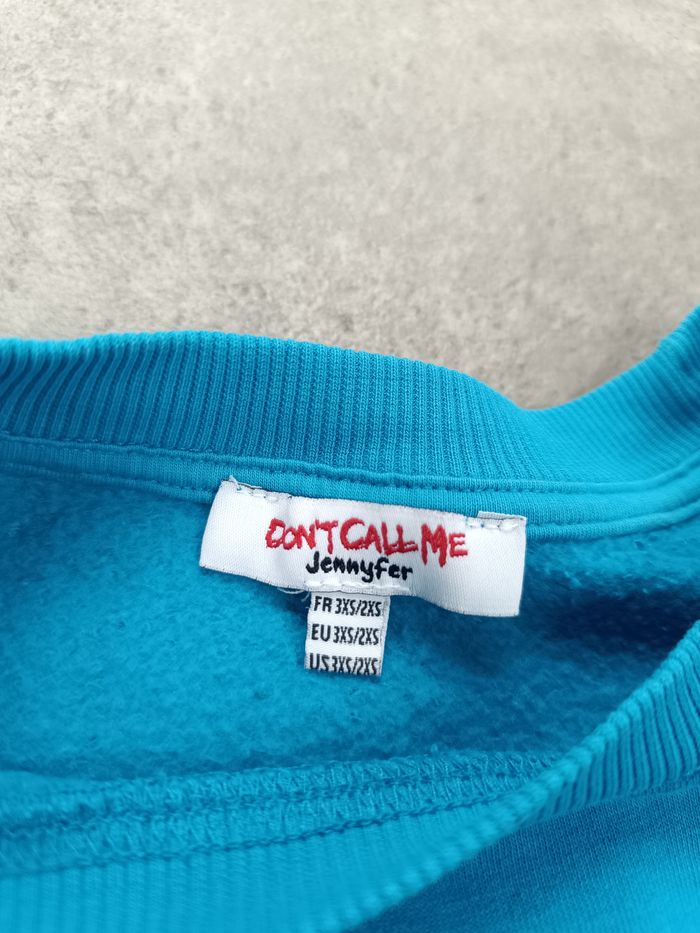 DON'T CALL ME
Jennyfer
FR 3XS/2XS
EU 3XS/2XS
US 3XS/2XS